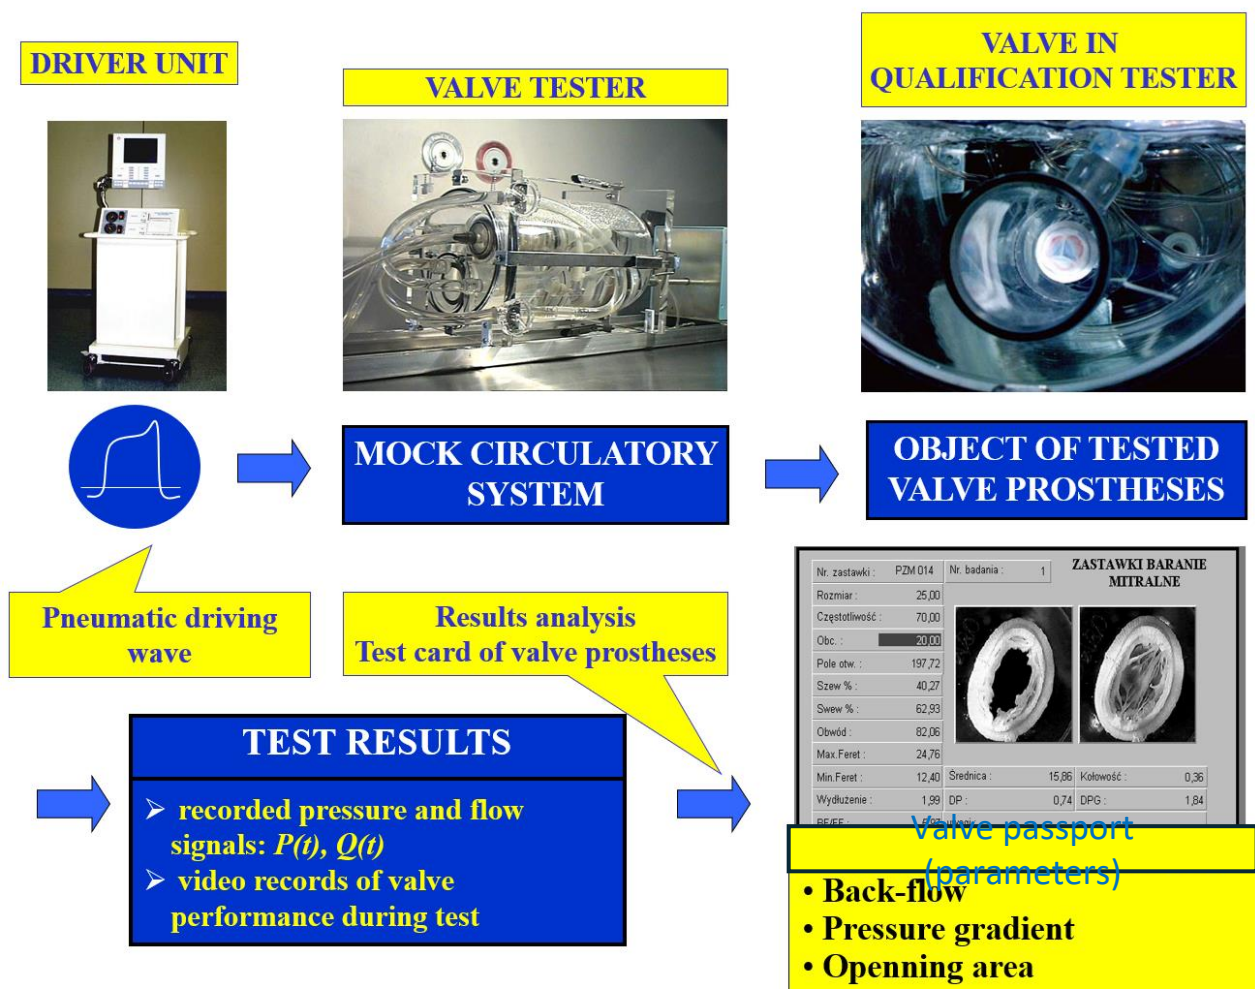 DRIVER UNIT
VALVE TESTER
VALVE IN
QUALIFICATION TESTER
MOCK CIRCULATORY
SYSTEM
OBJECT OF TESTED
VALVE PROSTHESES
Pneumatic driving
wave
Results analysis
Test card of valve prostheses
TEST RESULTS
➢ recorded pressure and flow
signals: P(t), Q(t)
➢ video records of valve
performance during test
ZASTAWKI BARANIE
MITRALNE
Nr. zastawki : PZM 014 Nr. badania : 1
Rozmiar : 25,00
Częstotliwość : 70,00
Obc. : 20,00
Pole otw. : 197,72
Szew % : 40,27
Swew % : 62,93
Obwód : 82,06
Max.Feret : 24,76
Min.Feret : 12,40 Średnica : 15,86 Kołowość : 0,36
Wydłużenie : 1,99 DP : 0,74 DPG : 1,84
Valve passport
(parameters)
• Back-flow
• Pressure gradient
• Openning area